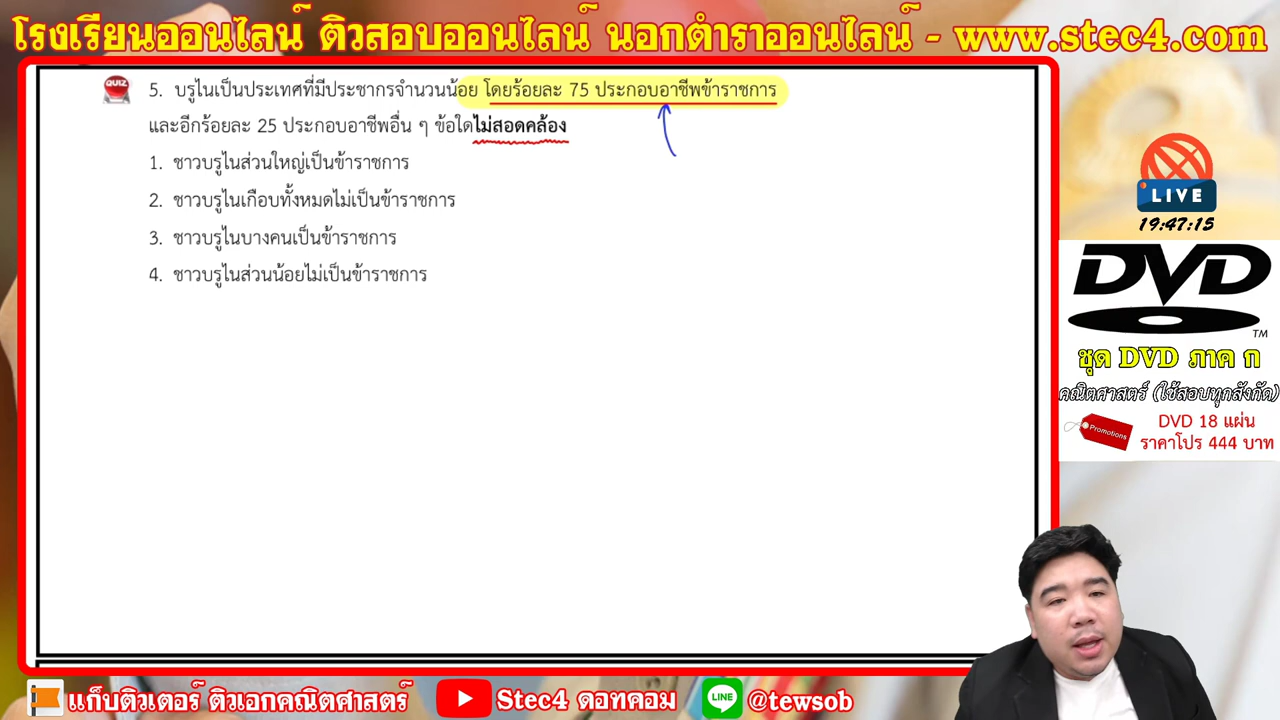 โรงเรียนออนไลน์ ติวสอบออนไลน์ นอกตำราออนไลน์ - www.stec4.com
QUIZ
5. บรูไนเป็นประเทศที่มีประชากรจำนวนน้อย โดยร้อยละ 75 ประกอบอาชีพข้าราชการ
และอีกร้อยละ 25 ประกอบอาชีพอื่น ๆ ข้อใดไม่สอดคล้อง
1. ชาวบรูไนส่วนใหญ่เป็นข้าราชการ
2. ชาวบรูไนเกือบทั้งหมดไม่เป็นข้าราชการ
3. ชาวบรูไนบางคนเป็นข้าราชการ
4. ชาวบรูไนส่วนน้อยไม่เป็นข้าราชการ
LIVE
19:47:15
DVD
TM
ชุด DVD ภาค ก
คณิตศาสตร์ (ใช้สอบทุกสังกัด)
Promotions
DVD 18 แผ่น
ราคาโปร 444 บาท
แก็บติวเตอร์ ติวเอกคณิตศาสตร์
Stec4 ดอทคอม
LINE
@tewsob